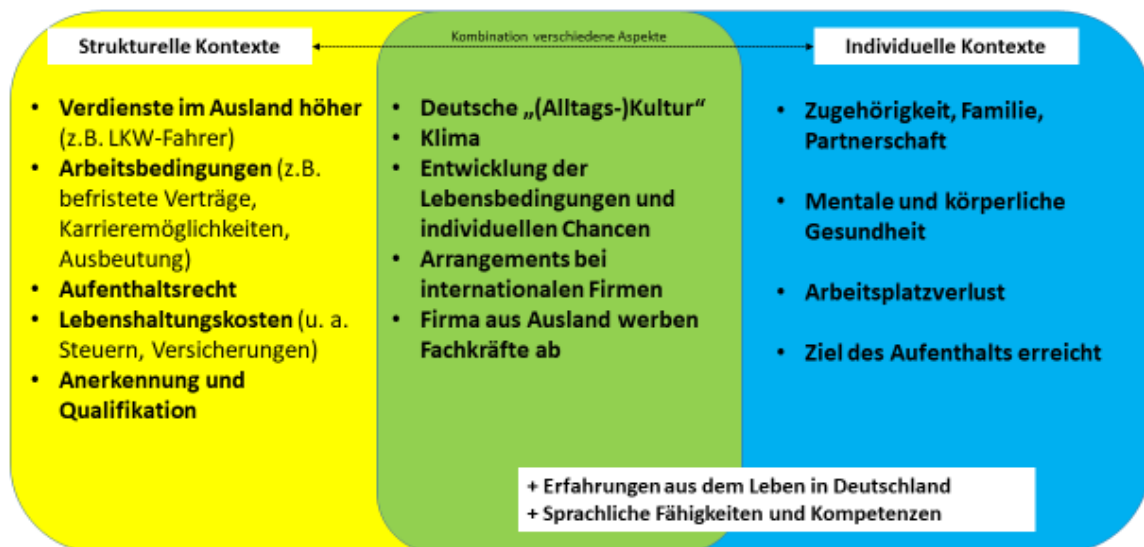 Strukturelle Kontexte
Kombination verschiedene Aspekte
Individuelle Kontexte
• Verdienste im Ausland höher
(z.B. LKW-Fahrer)
• Arbeitsbedingungen (z.B.
befristete Verträge,
Karrieremöglichkeiten,
Ausbeutung)
• Aufenthaltsrecht
• Lebenshaltungskosten (u. a.
Steuern, Versicherungen)
• Anerkennung und
Qualifikation
• Deutsche „(Alltags-)Kultur“
• Klima
• Entwicklung der
Lebensbedingungen und
individuellen Chancen
• Arrangements bei
internationalen Firmen
• Firma aus Ausland werben
Fachkräfte ab
• Zugehörigkeit, Familie,
Partnerschaft
• Mentale und körperliche
Gesundheit
• Arbeitsplatzverlust
• Ziel des Aufenthalts erreicht
+ Erfahrungen aus dem Leben in Deutschland
+ Sprachliche Fähigkeiten und Kompetenzen